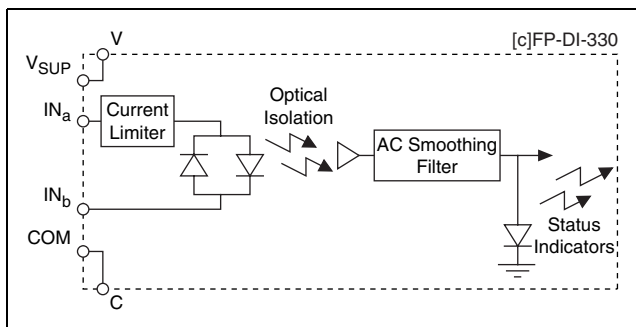 [c]FP-DI-330
V
VSUP
INa
Current
Limiter
Optical
Isolation
AC Smoothing
Filter
INb
COM
Status
Indicators
C